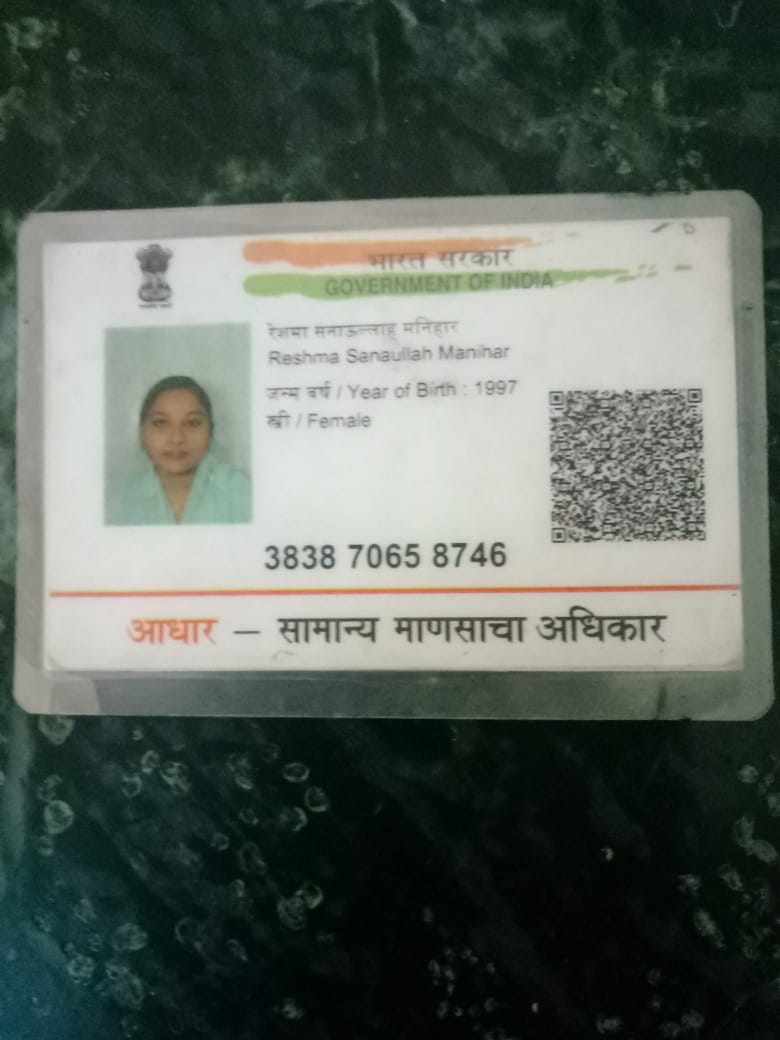 भारत सरकार
GOVERNMENT OF INDIA
रेशमा सनाऊल्लाह मनिहार
Reshma Sanaullah Manihar
जन्म वर्ष / Year of Birth : 1997
स्त्री / Female
3838 7065 8746
आधार — सामान्य माणसाचा अधिकार